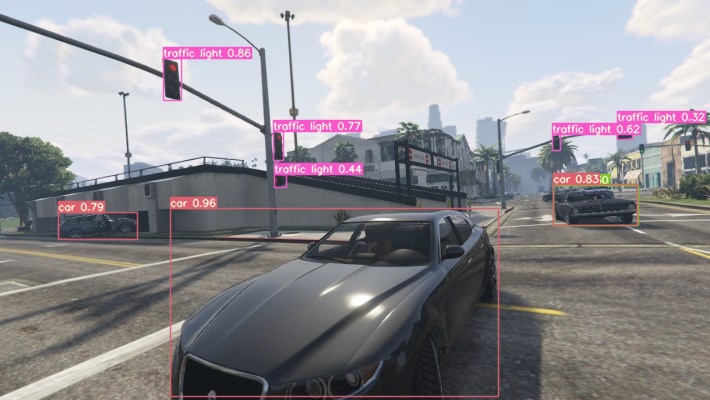 traffic light 0.86
traffic light 0.32
traffic light 0.77
traffic light 0.62
traffic light 0.44
car 0.83
car 0.96
car 0.79